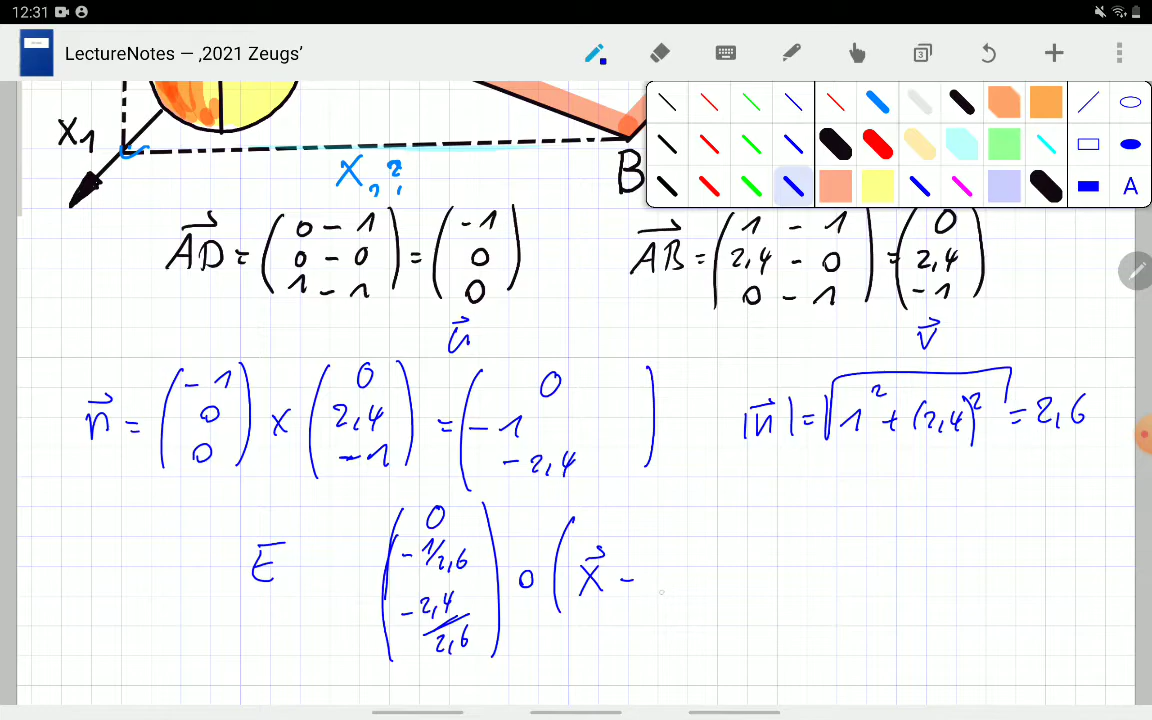 12:31
LectureNotes — ‚2021 Zeugs’
3
A
X1
X, ?
B
AD = (0 - 1, 0 - 0, 1 - 1) = (-1, 0, 0)
AB = (1 - 1, 2,4 - 0, 0 - 1) = (0, 2,4, -1)
u
v
n = (-1, 0, 0) x (0, 2,4, -1) = (0, -1, -2,4)
|n| = √1² + (2,4)² = 2,6
E (0, -1/2,6, -2,4/2,6) o (X -